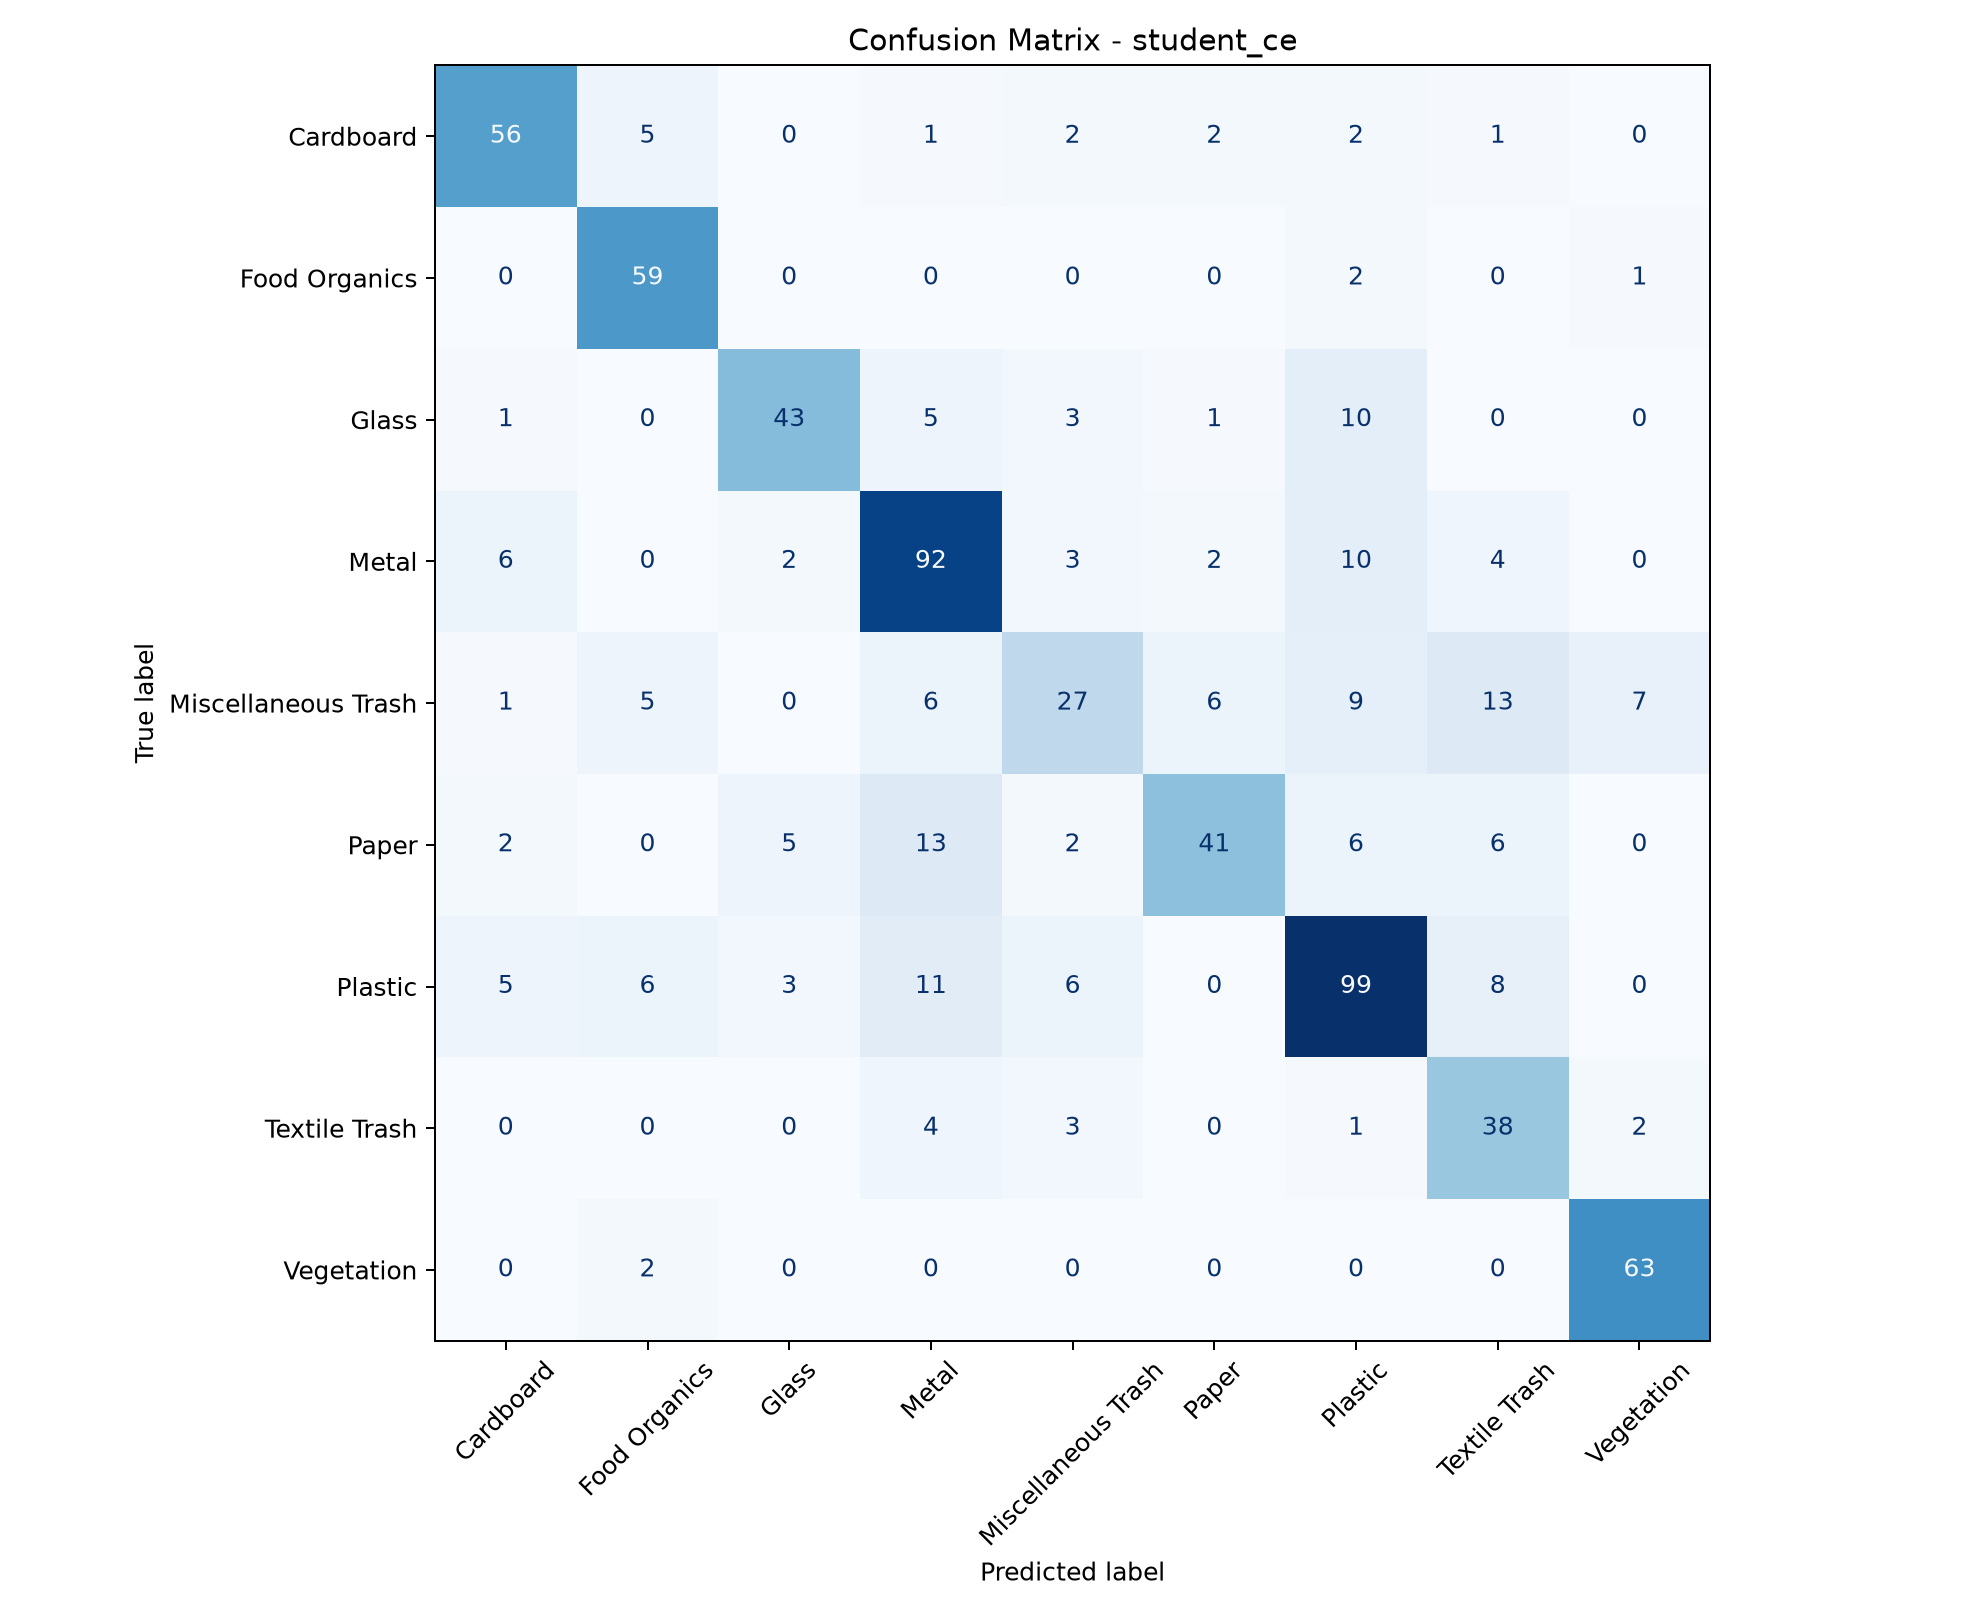 Confusion Matrix - student_ce
Cardboard 56 5 0 1 2 2 2 1 0
Food Organics 0 59 0 0 0 0 2 0 1
Glass 1 0 43 5 3 1 10 0 0
Metal 6 0 2 92 3 2 10 4 0
Miscellaneous Trash 1 5 0 6 27 6 9 13 7
Paper 2 0 5 13 2 41 6 6 0
Plastic 5 6 3 11 6 0 99 8 0
Textile Trash 0 0 0 4 3 0 1 38 2
Vegetation 0 2 0 0 0 0 0 0 63
True label
Cardboard Food Organics Glass Metal Miscellaneous Trash Paper Plastic Textile Trash Vegetation
Predicted label